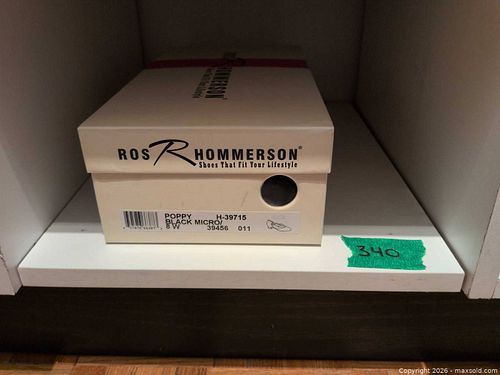 ROS HOMMERSON®
Shoes That Fit Your Lifestyle
HOMMERSON®
POPPY H-39715
BLACK MICRO/
8 W 39456 011
340
Copyright 2026 - maxsold.com